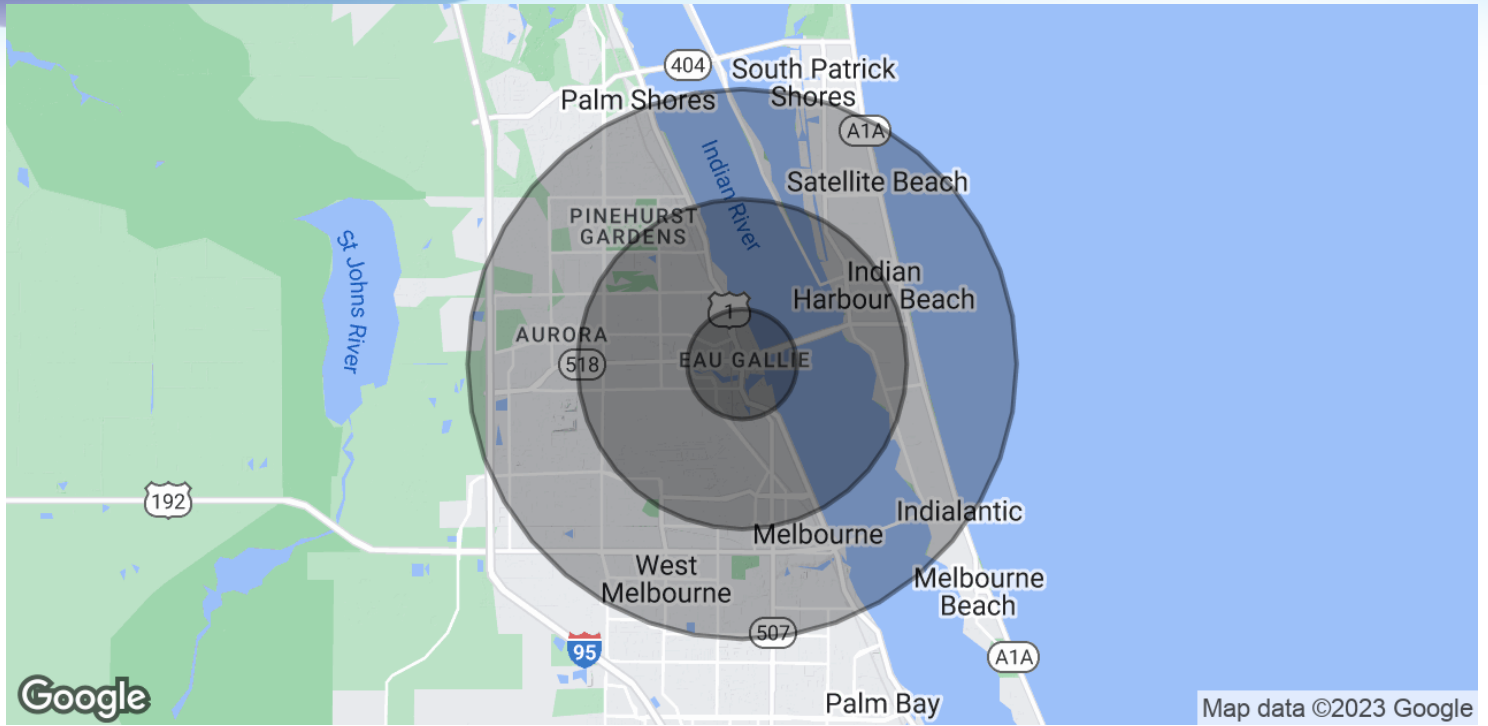 404
South Patrick
Shores
Palm Shores
A1A
Indian River
Satellite Beach
PINEHURST
GARDENS
St Johns River
Indian
Harbour Beach
1
AURORA
518
EAU GALLIE
192
Indialantic
Melbourne
West
Melbourne
Melbourne
Beach
507
95
A1A
Palm Bay
Google
Map data ©2023 Google